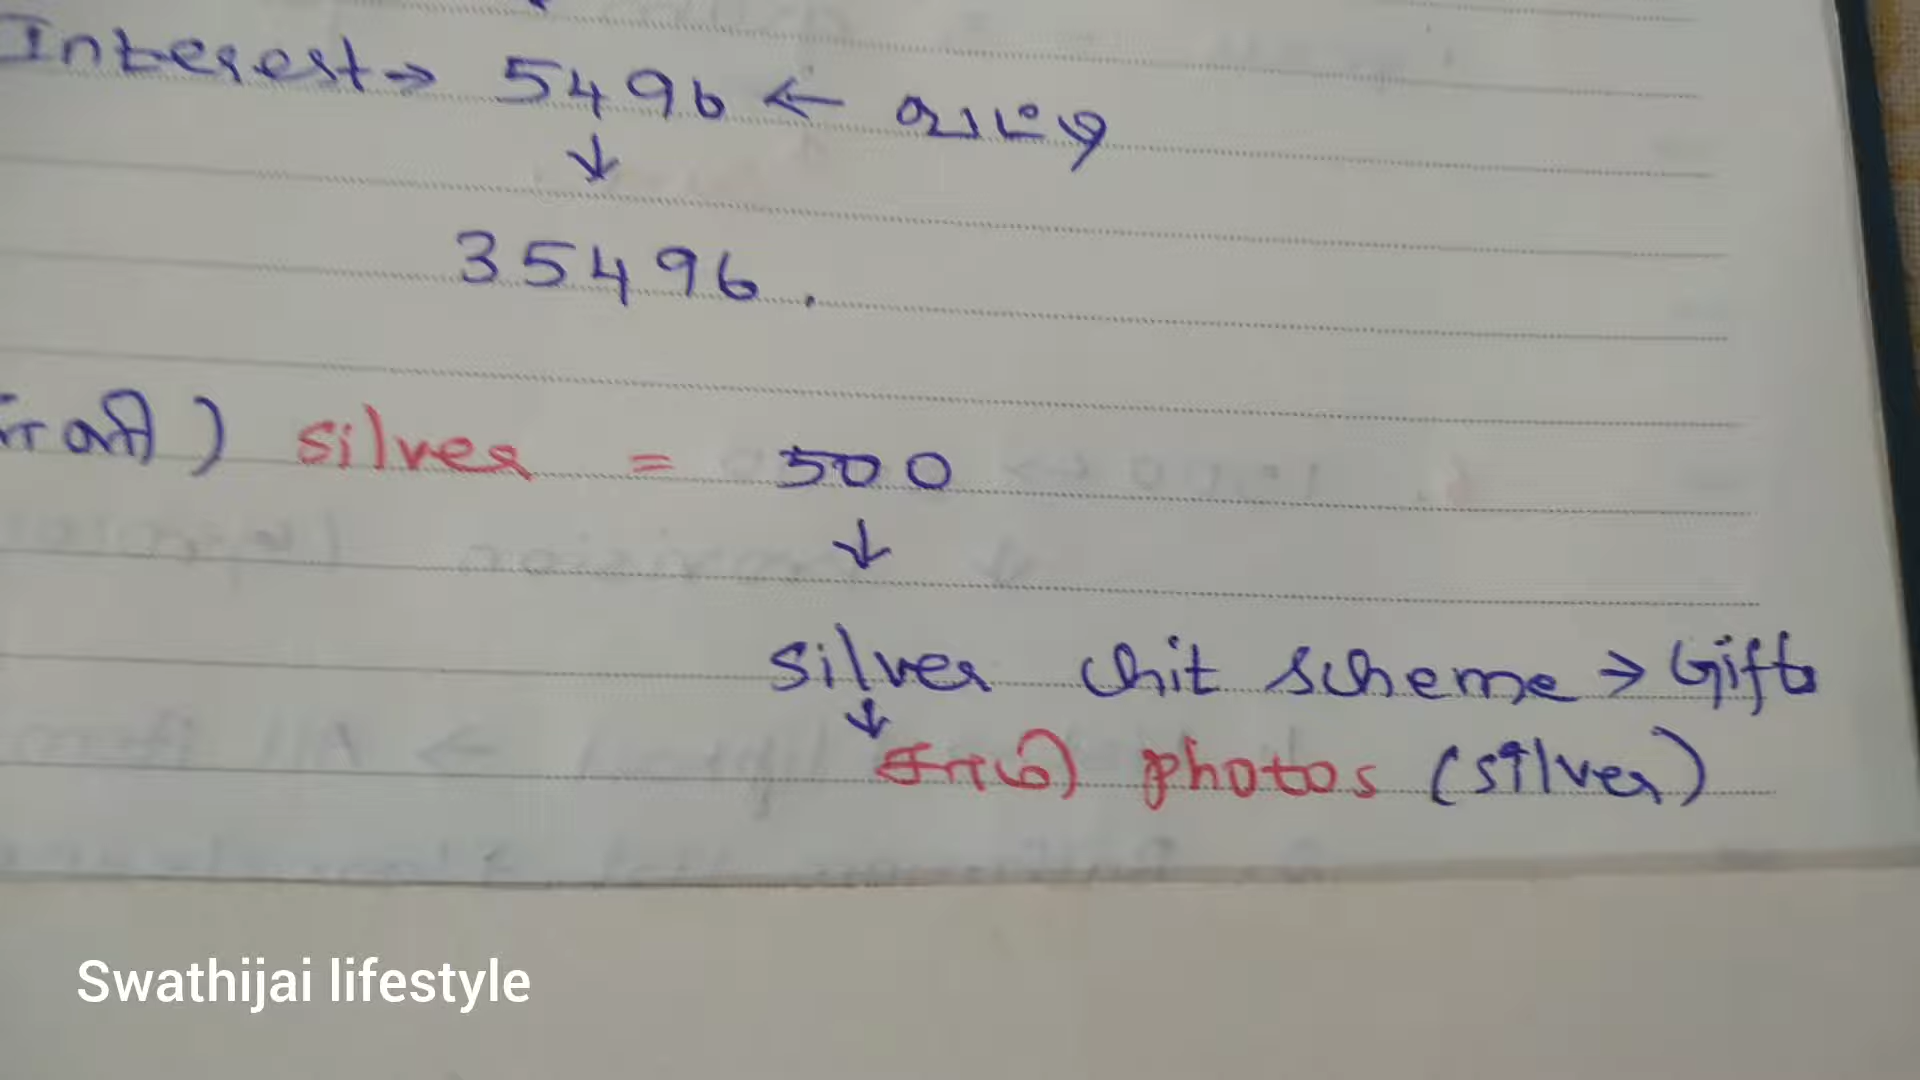 Interest → 5496 ← வட்டி
↓
35496.
silver = 500
↓
silver chit scheme → Gift
↓
சாமி photos (silver)
Swathijai lifestyle